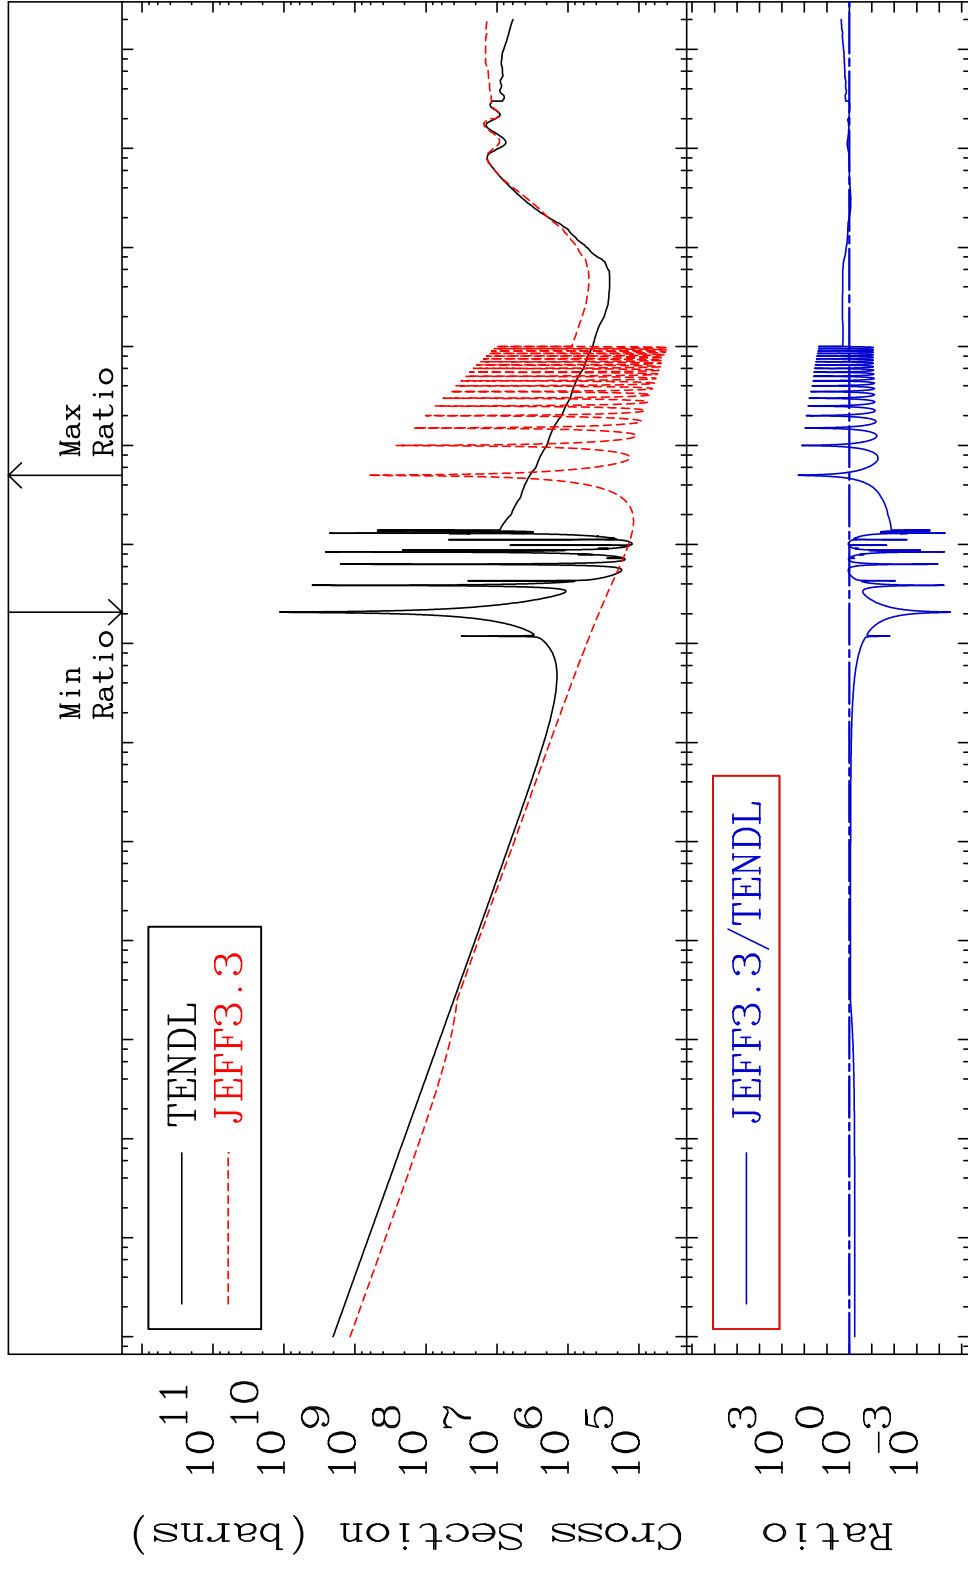 Min
Ratio
Max
Ratio
TENDL
JEFF3.3
10 11
10 10
10 9
10 8
10 7
10 6
10 5
Cross Section (barns)
JEFF3.3/TENDL
10 3
10 0
10 -3
Ratio